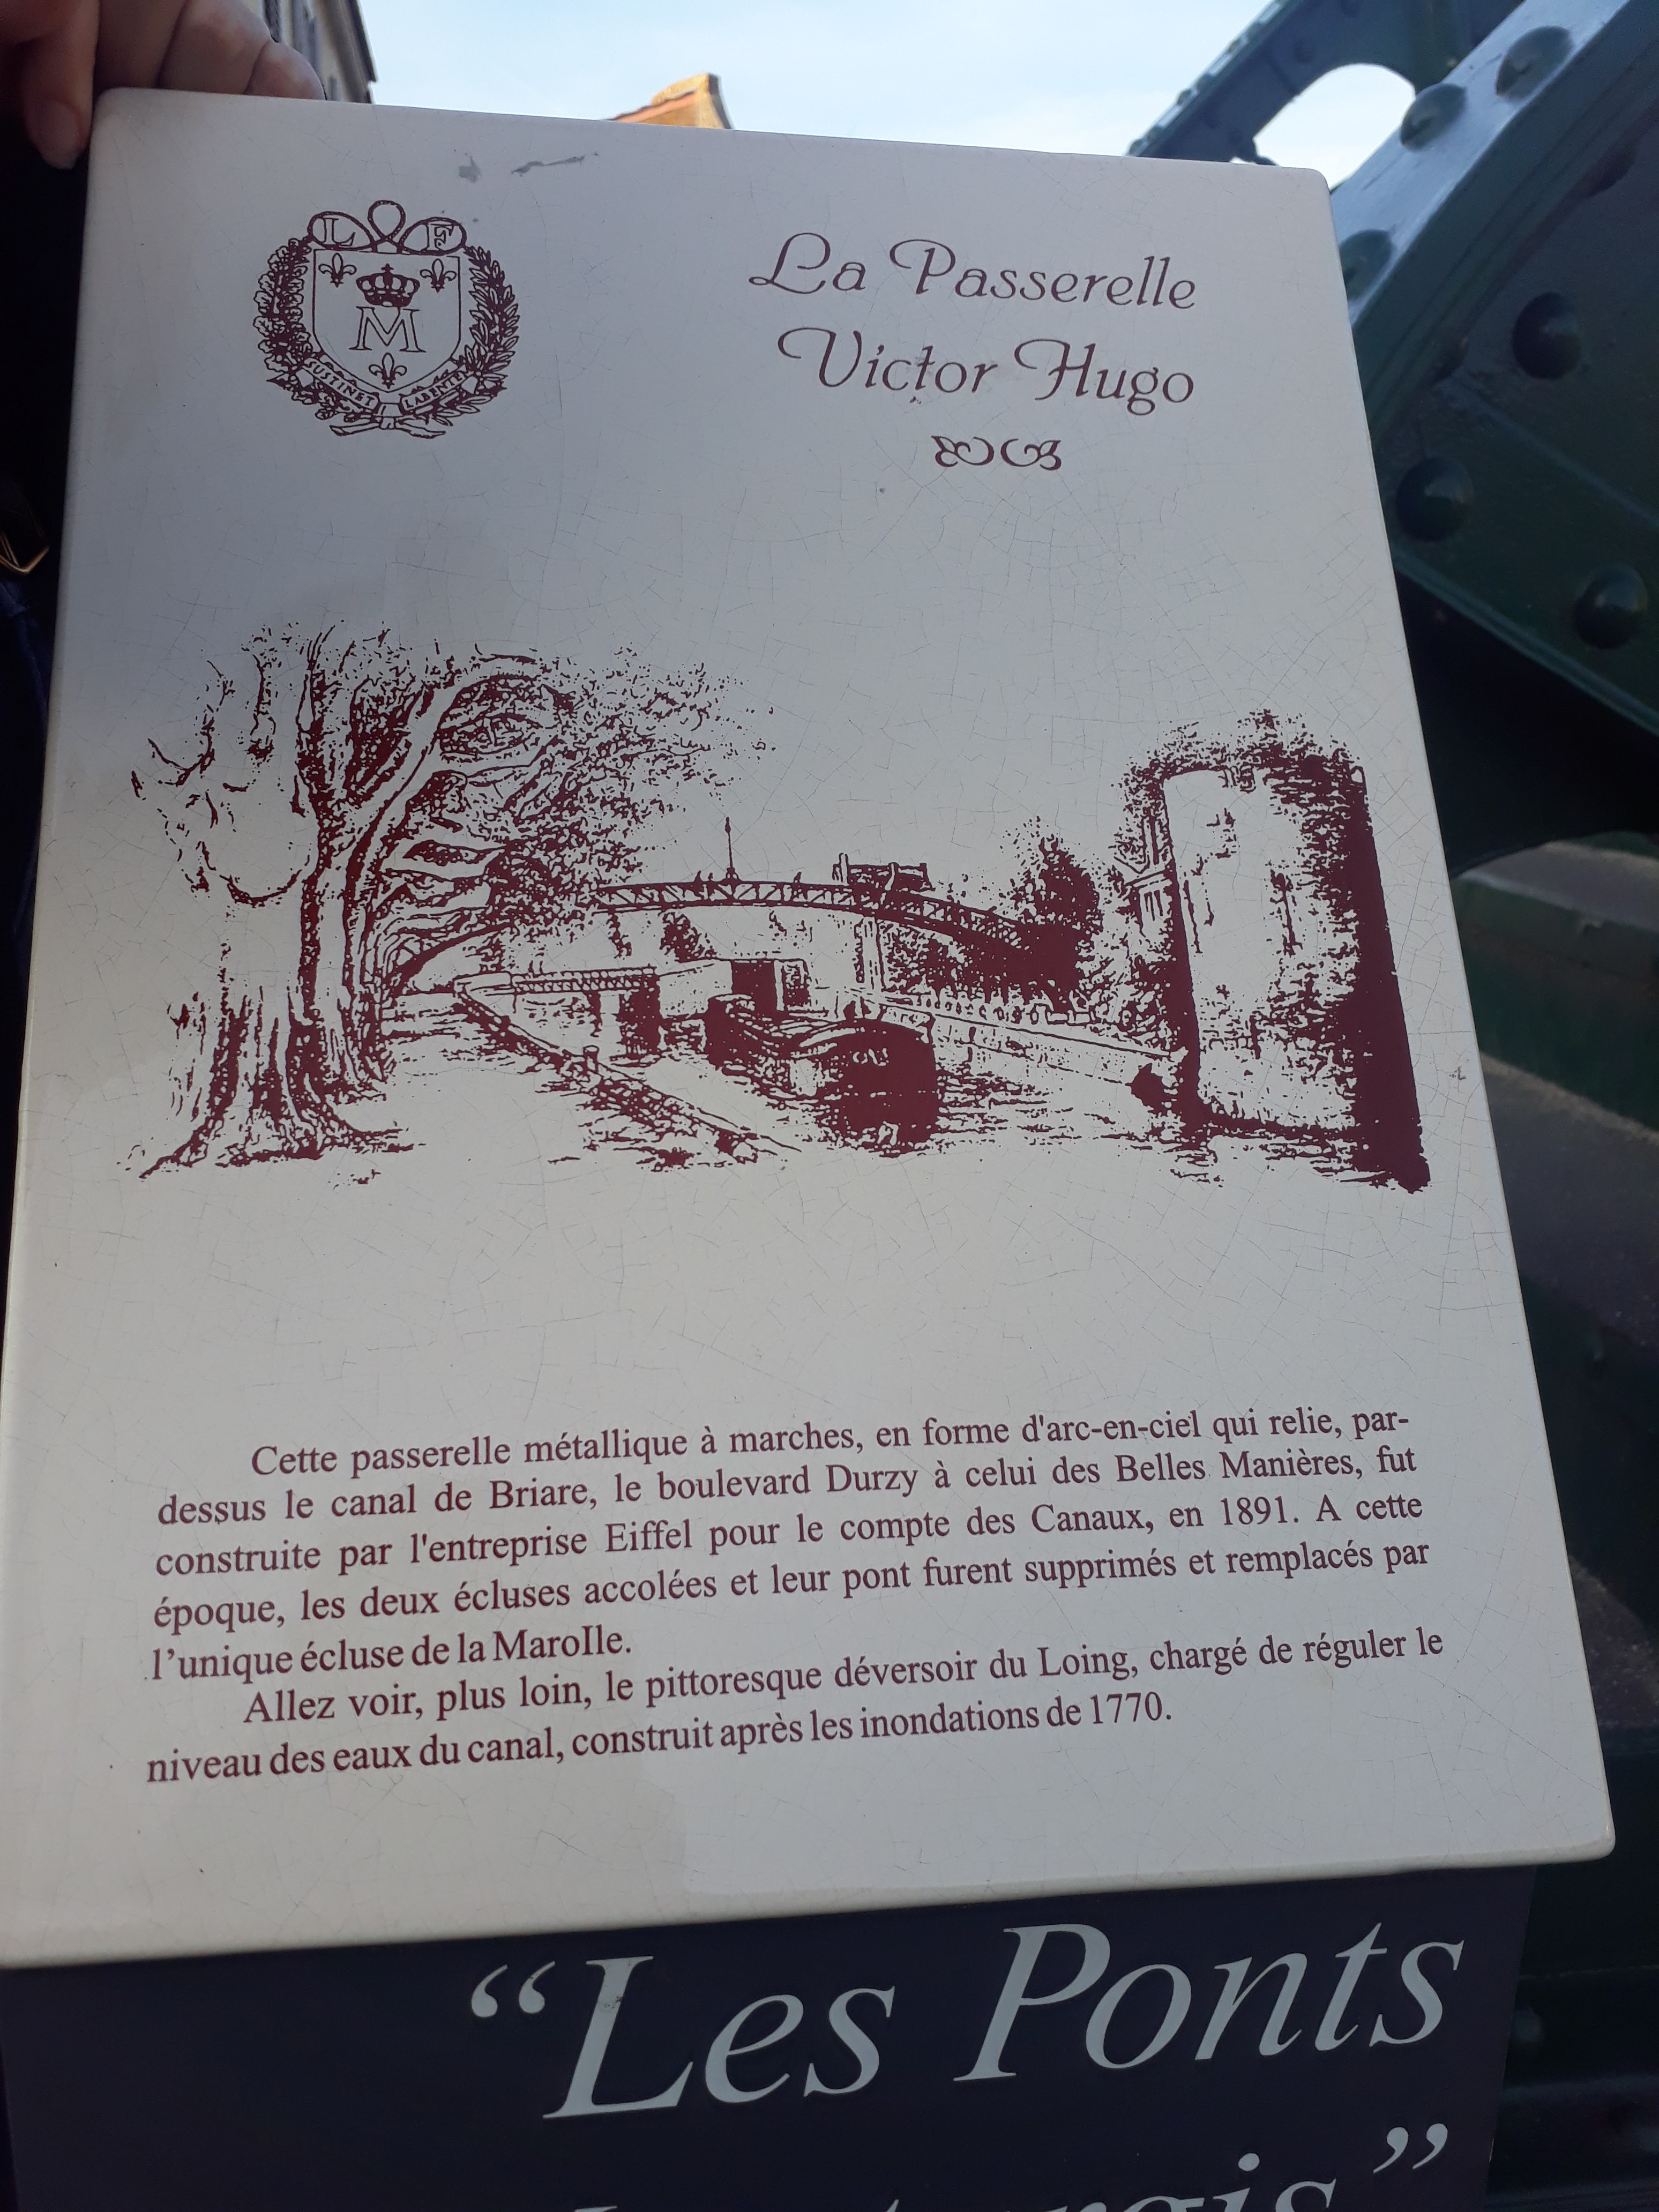 L F
M
SUSTINET LABENTEM
La Passerelle
Victor Hugo
Cette passerelle métallique à marches, en forme d'arc-en-ciel qui relie, par-
dessus le canal de Briare, le boulevard Durzy à celui des Belles Manières, fut
construite par l'entreprise Eiffel pour le compte des Canaux, en 1891. A cette
époque, les deux écluses accolées et leur pont furent supprimés et remplacés par
l’unique écluse de la MaroIle.
Allez voir, plus loin, le pittoresque déversoir du Loing, chargé de réguler le
niveau des eaux du canal, construit après les inondations de 1770.
“Les Ponts